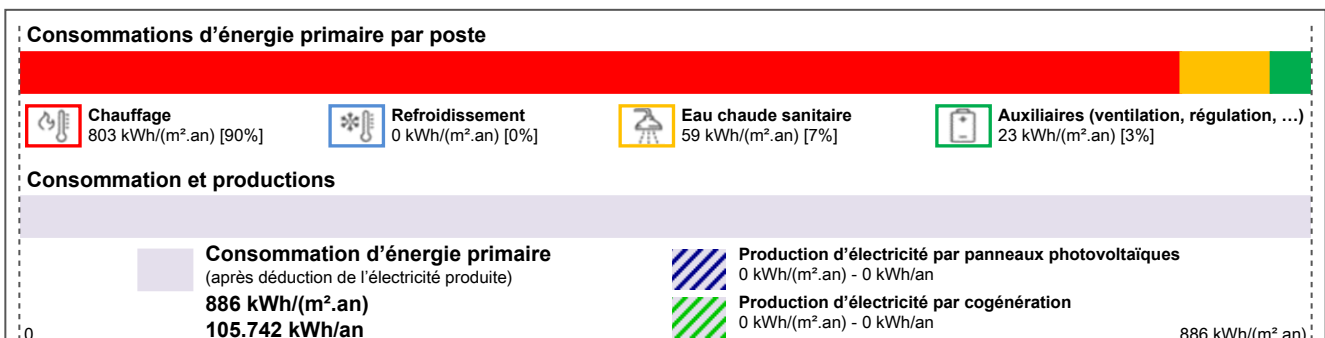 Consommations d'énergie primaire par poste
Chauffage
803 kWh/(m².an) [90%]
Refroidissement
0 kWh/(m².an) [0%]
Eau chaude sanitaire
59 kWh/(m².an) [7%]
Auxiliaires (ventilation, régulation, …)
23 kWh/(m².an) [3%]
Consommation et productions
Consommation d'énergie primaire
(après déduction de l'électricité produite)
886 kWh/(m².an)
105.742 kWh/an
Production d'électricité par panneaux photovoltaïques
0 kWh/(m².an) - 0 kWh/an
Production d'électricité par cogénération
0 kWh/(m².an) - 0 kWh/an
0
886 kWh/(m².an)